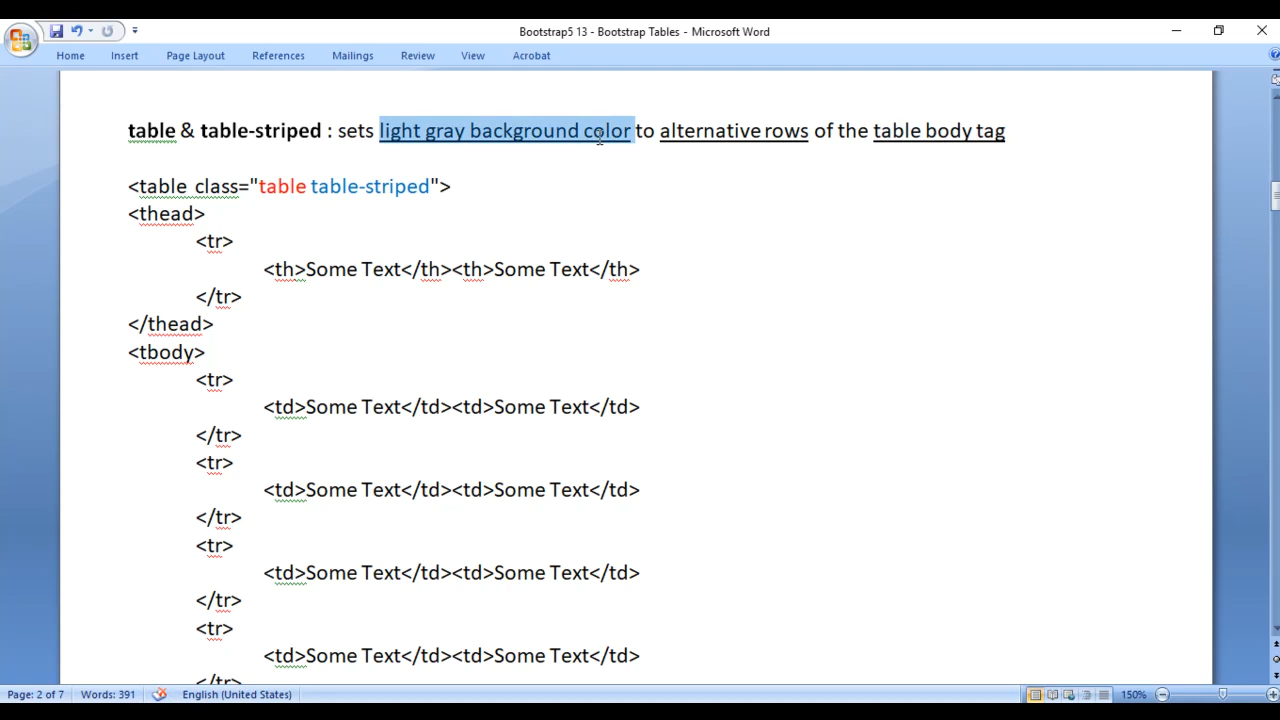 Bootstrap5 13 - Bootstrap Tables - Microsoft Word
Home Insert Page Layout References Mailings Review View Acrobat
table & table-striped : sets light gray background color to alternative rows of the table body tag
<table class="table table-striped">
<thead>
<tr>
<th>Some Text</th><th>Some Text</th>
</tr>
</thead>
<tbody>
<tr>
<td>Some Text</td><td>Some Text</td>
</tr>
<tr>
<td>Some Text</td><td>Some Text</td>
</tr>
<tr>
<td>Some Text</td><td>Some Text</td>
</tr>
<tr>
<td>Some Text</td><td>Some Text</td>
</tr>
Page: 2 of 7 Words: 391 English (United States) 150%